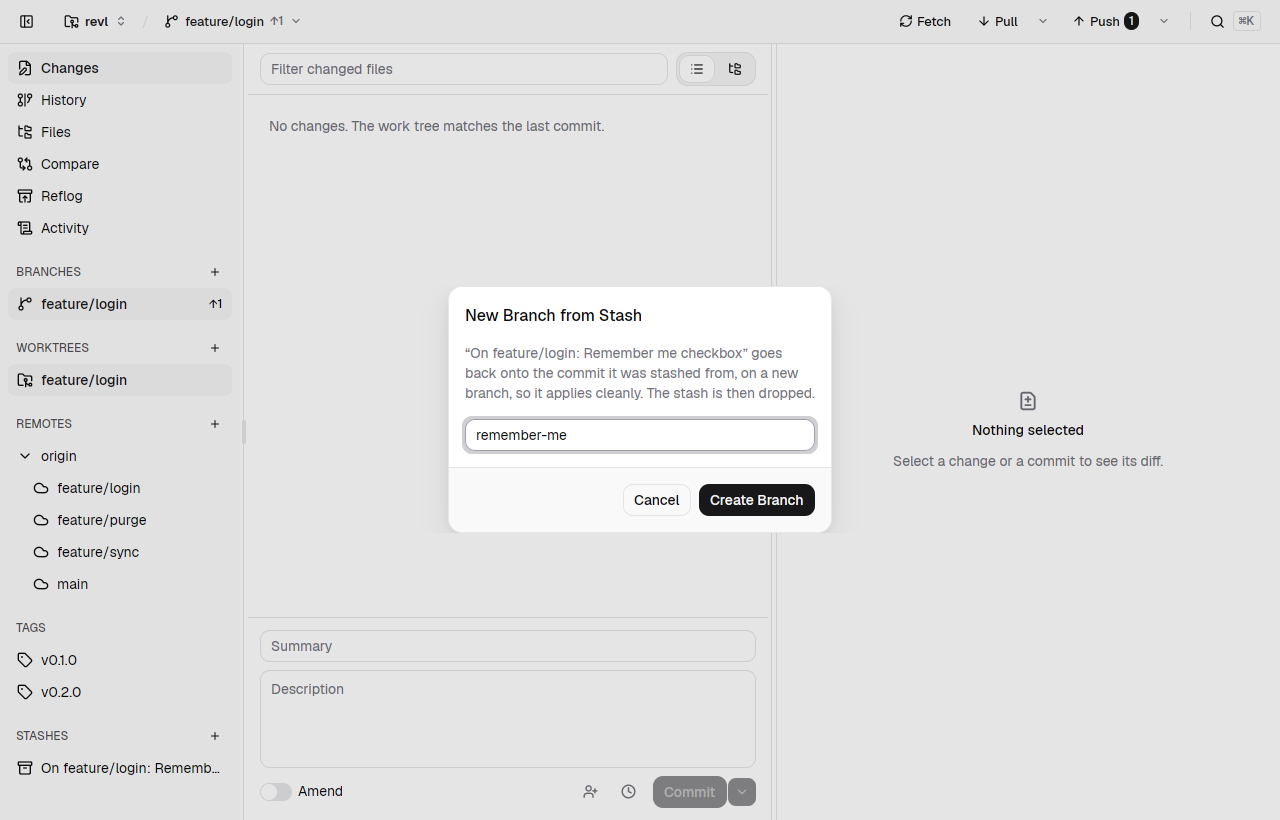 revl
feature/login ↑1
Fetch
Pull
Push 1
⌘K
Changes
History
Files
Compare
Reflog
Activity
BRANCHES
feature/login ↑1
WORKTREES
feature/login
REMOTES
origin
feature/login
feature/purge
feature/sync
main
TAGS
v0.1.0
v0.2.0
STASHES
On feature/login: Rememb…
Filter changed files
No changes. The work tree matches the last commit.
New Branch from Stash
“On feature/login: Remember me checkbox” goes
back onto the commit it was stashed from, on a new
branch, so it applies cleanly. The stash is then dropped.
remember-me
Cancel
Create Branch
Summary
Description
Amend
Commit
Nothing selected
Select a change or a commit to see its diff.